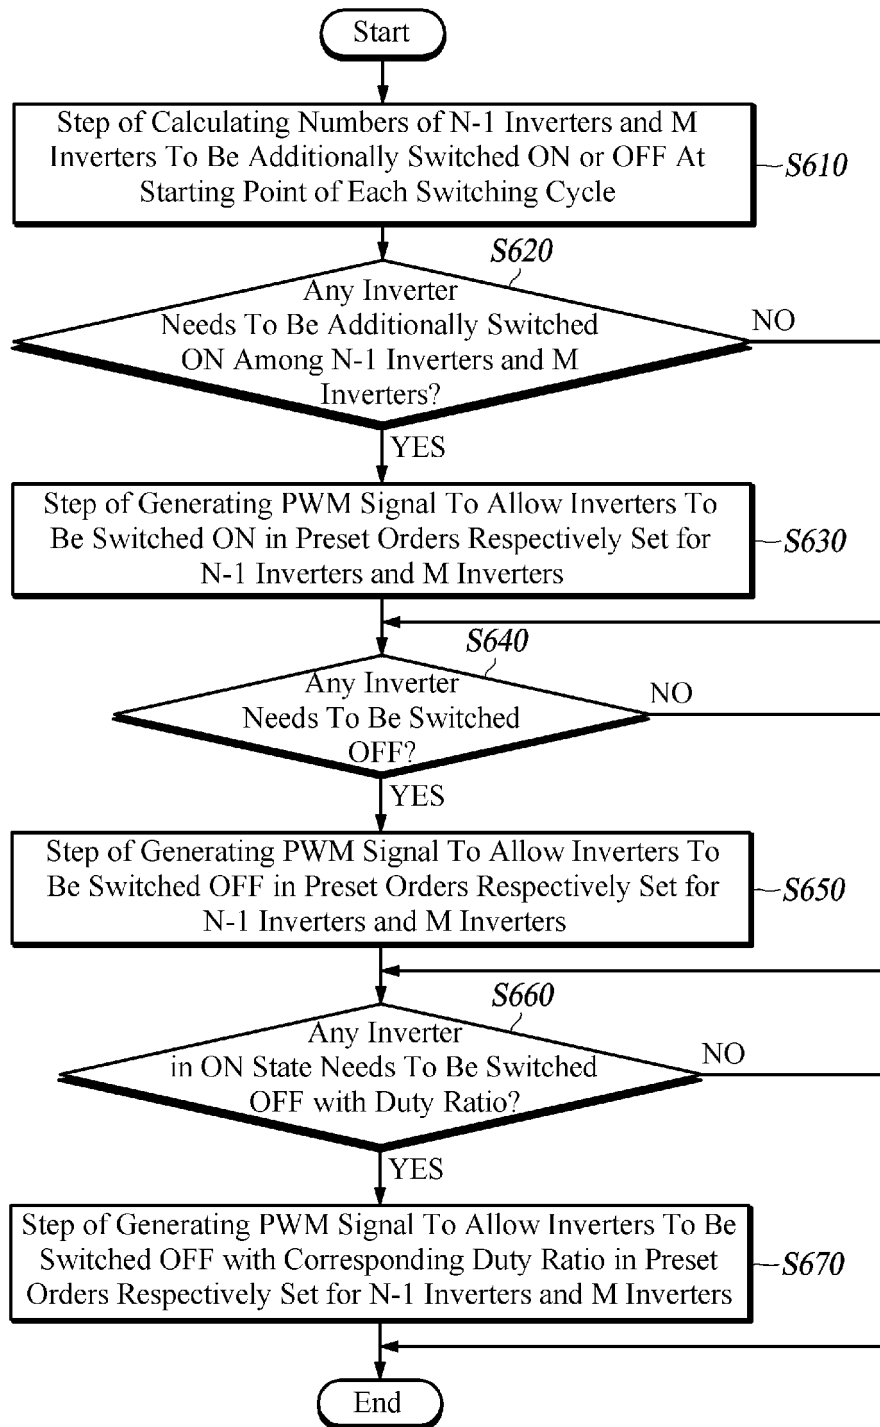 Start
Step of Calculating Numbers of N-1 Inverters and M
Inverters To Be Additionally Switched ON or OFF At
Starting Point of Each Switching Cycle
S610
S620
Any Inverter
Needs To Be Additionally Switched
ON Among N-1 Inverters and M
Inverters?
NO
YES
Step of Generating PWM Signal To Allow Inverters To
Be Switched ON in Preset Orders Respectively Set for
N-1 Inverters and M Inverters
S630
S640
Any Inverter
Needs To Be Switched
OFF?
NO
YES
Step of Generating PWM Signal To Allow Inverters To
Be Switched OFF in Preset Orders Respectively Set for
N-1 Inverters and M Inverters
S650
S660
Any Inverter
in ON State Needs To Be Switched
OFF with Duty Ratio?
NO
YES
Step of Generating PWM Signal To Allow Inverters To Be
Switched OFF with Corresponding Duty Ratio in Preset
Orders Respectively Set for N-1 Inverters and M Inverters
S670
End